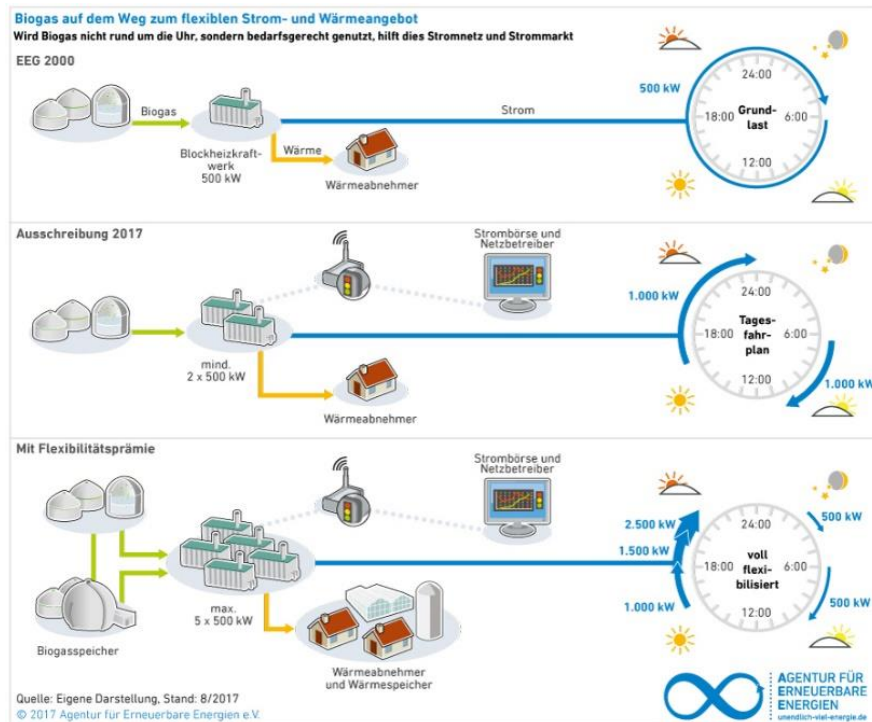 Biogas auf dem Weg zum flexiblen Strom- und Wärmeangebot
Wird Biogas nicht rund um die Uhr, sondern bedarfsgerecht genutzt, hilft dies Stromnetz und Strommarkt
EEG 2000
Biogas
Blockheizkraft-
werk
500 kW
Wärme
Wärmeabnehmer
Strom
500 kW
24:00
18:00
Grund-
last
6:00
12:00
Ausschreibung 2017
Strombörse und
Netzbetreiber
mind.
2 x 500 kW
Wärmeabnehmer
1.000 kW
24:00
18:00
Tages-
fahr-
plan
6:00
12:00
1.000 kW
Mit Flexibilitätsprämie
Strombörse und
Netzbetreiber
Biogasspeicher
max.
5 x 500 kW
Wärmeabnehmer
und Wärmespeicher
2.500 kW
1.500 kW
1.000 kW
24:00
18:00
voll
flexi-
bilisiert
6:00
12:00
500 kW
500 kW
Quelle: Eigene Darstellung, Stand: 8/2017
© 2017 Agentur für Erneuerbare Energien e.V.
AGENTUR FÜR
ERNEUERBARE
ENERGIEN
unendlich-viel-energie.de